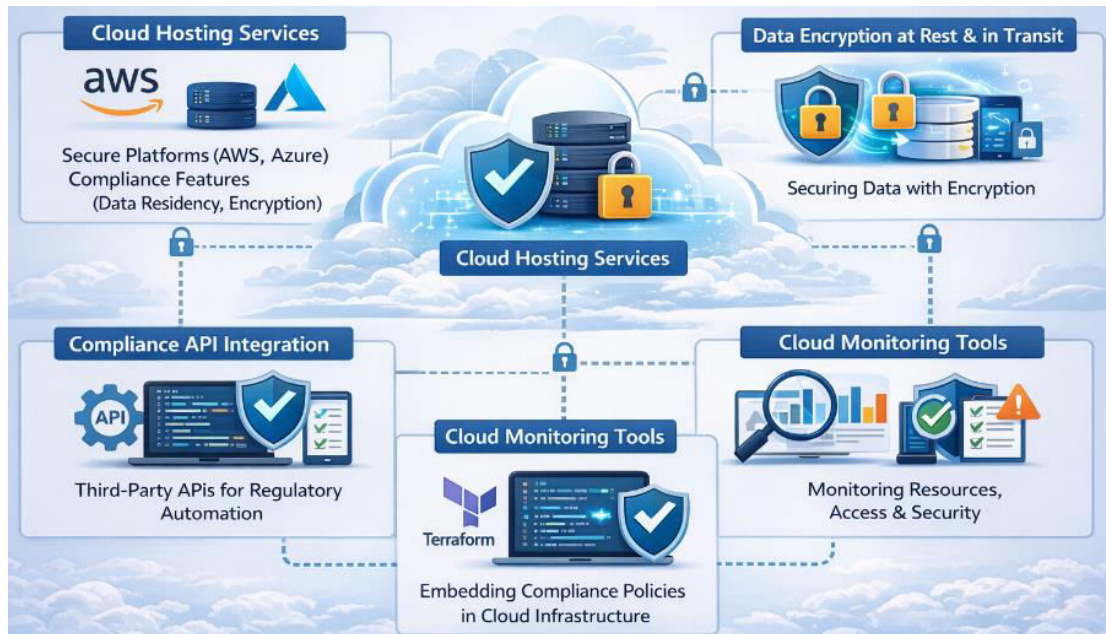 Cloud Hosting Services
aws
Secure Platforms (AWS, Azure)
Compliance Features
(Data Residency, Encryption)
Data Encryption at Rest & in Transit
Securing Data with Encryption
Cloud Hosting Services
Compliance API Integration
API
Third-Party APIs for Regulatory
Automation
Cloud Monitoring Tools
Terraform
Embedding Compliance Policies
in Cloud Infrastructure
Cloud Monitoring Tools
Monitoring Resources,
Access & Security